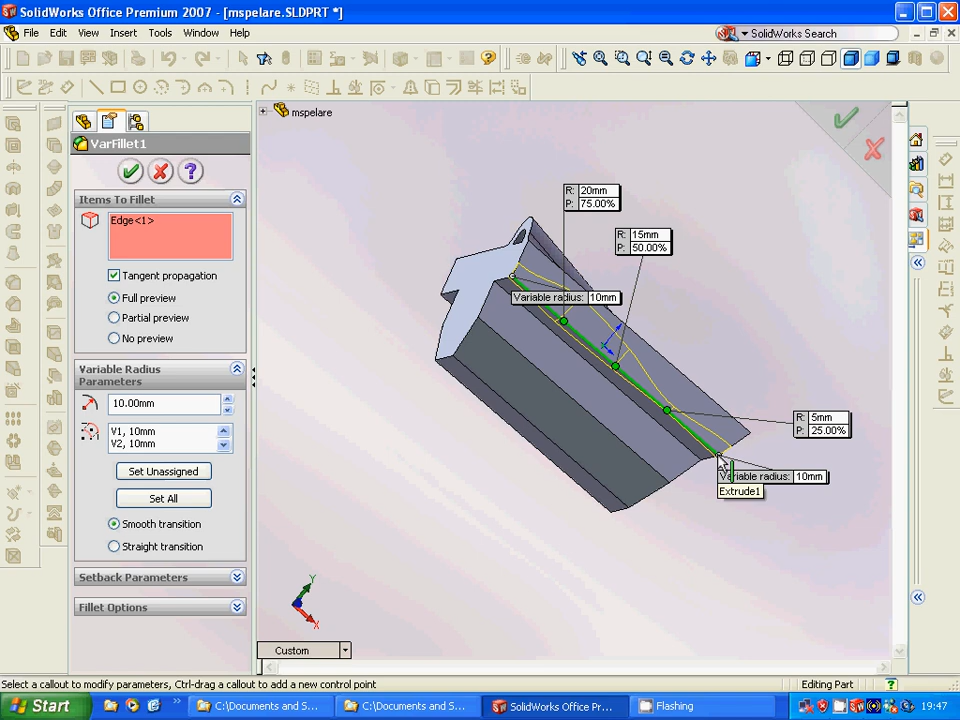 SolidWorks Office Premium 2007 - [mspelare.SLDPRT *]
File Edit View Insert Tools Window Help
SolidWorks Search
mspelare
VarFillet1
Items To Fillet
Edge<1>
Tangent propagation
Full preview
Partial preview
No preview
Variable Radius
Parameters
10.00mm
V1, 10mm
V2, 10mm
Set Unassigned
Set All
Smooth transition
Straight transition
Setback Parameters
Fillet Options
R: 20mm
P: 75.00%
R: 15mm
P: 50.00%
Variable radius: 10mm
R: 5mm
P: 25.00%
Variable radius: 10mm
Extrude1
Y
X
Custom
Select a callout to modify parameters, Ctrl-drag a callout to add a new control point
Editing Part
Start
C:\Documents and S...
C:\Documents and S...
SolidWorks Office Pr...
Flashing
19:47